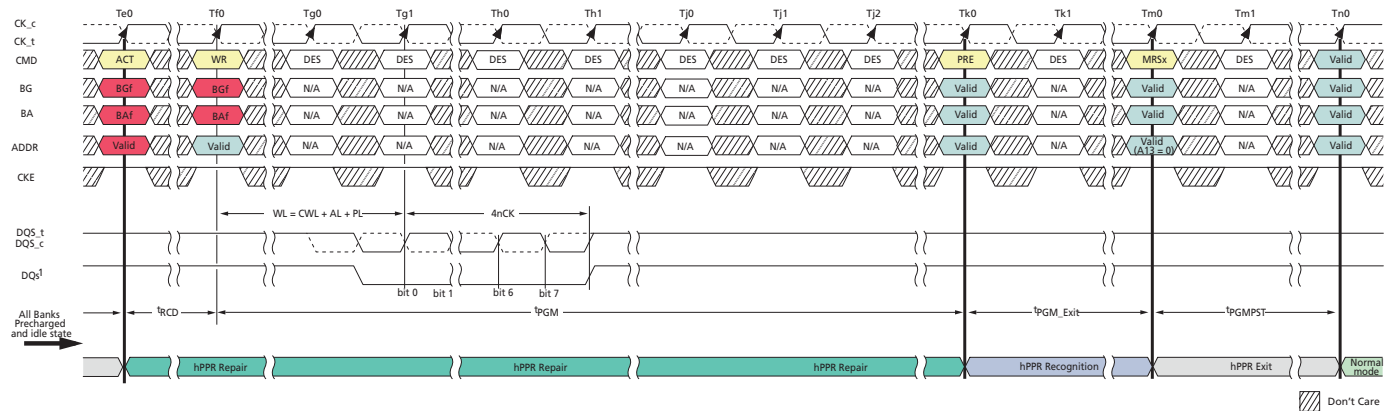 Te0 Tf0 Tg0 Tg1 Th0 Th1 Tj0 Tj1 Tj2 Tk0 Tk1 Tm0 Tm1 Tn0
CK_c
CK_t
CMD ACT WR DES DES DES DES DES DES DES PRE DES MRSx DES Valid
BG BGf BGf N/A N/A N/A N/A N/A N/A N/A Valid N/A Valid N/A Valid
BA BAf BAf N/A N/A N/A N/A N/A N/A N/A Valid N/A Valid N/A Valid
ADDR Valid Valid N/A N/A N/A N/A N/A N/A N/A Valid N/A Valid (A13 = 0) N/A Valid
CKE
WL = CWL + AL + PL 4nCK
DQS_t
DQS_c
DQs1
bit 0 bit 1 bit 6 bit 7
All Banks
Precharged
and idle state
tRCD tPGM tPGM_Exit tPGMPST
hPPR Repair hPPR Repair hPPR Repair hPPR Recognition hPPR Exit Normal
mode
Don't Care